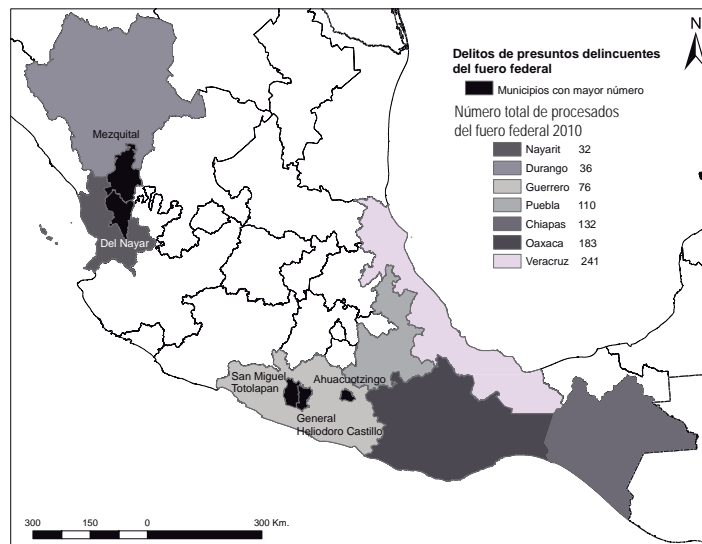 N
Delitos de presuntos delincuentes
del fuero federal
Municipios con mayor número
Número total de procesados
del fuero federal 2010
Nayarit 32
Durango 36
Guerrero 76
Puebla 110
Chiapas 132
Oaxaca 183
Veracruz 241
Mezquital
Del Nayar
San Miguel
Totolapan
Ahuacuotzingo
General
Heliodoro Castillo
300 150 0 300 Km.